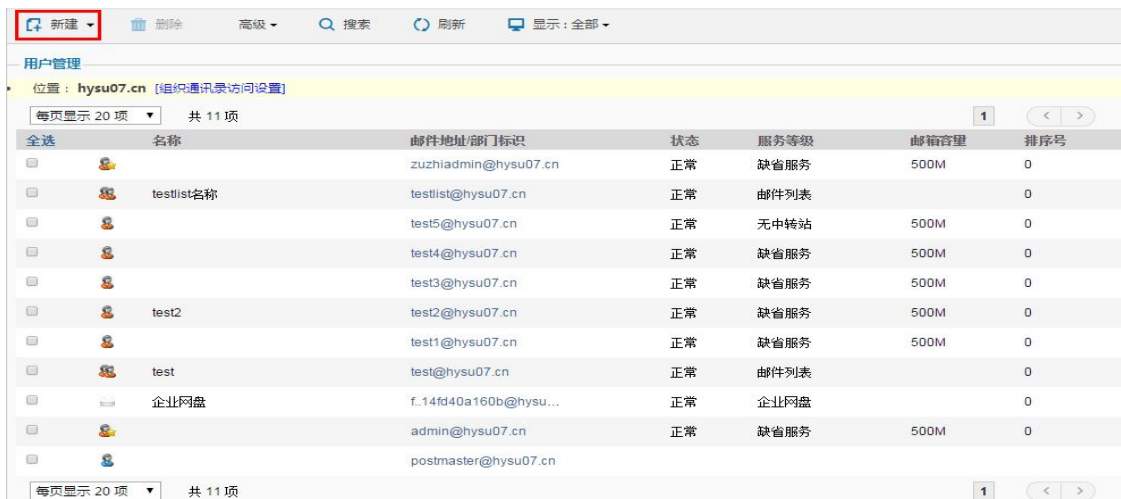 新建 删除 高级 搜索 刷新 显示:全部
用户管理
位置: hysu07.cn [组织通讯录访问设置]
每页显示 20 项 共 11 项 1 < >
全选 名称 邮件地址/部门标识 状态 服务等级 邮箱容量 排序号
zuzhiadmin@hysu07.cn 正常 缺省服务 500M 0
testlist名称 testlist@hysu07.cn 正常 邮件列表 0
test5@hysu07.cn 正常 无中转站 500M 0
test4@hysu07.cn 正常 缺省服务 500M 0
test3@hysu07.cn 正常 缺省服务 500M 0
test2 test2@hysu07.cn 正常 缺省服务 500M 0
test1@hysu07.cn 正常 缺省服务 500M 0
test test@hysu07.cn 正常 邮件列表 0
企业网盘 f..14fd40a160b@hysu... 正常 企业网盘 0
admin@hysu07.cn 正常 缺省服务 500M 0
postmaster@hysu07.cn
每页显示 20 项 共 11 项 1 < >